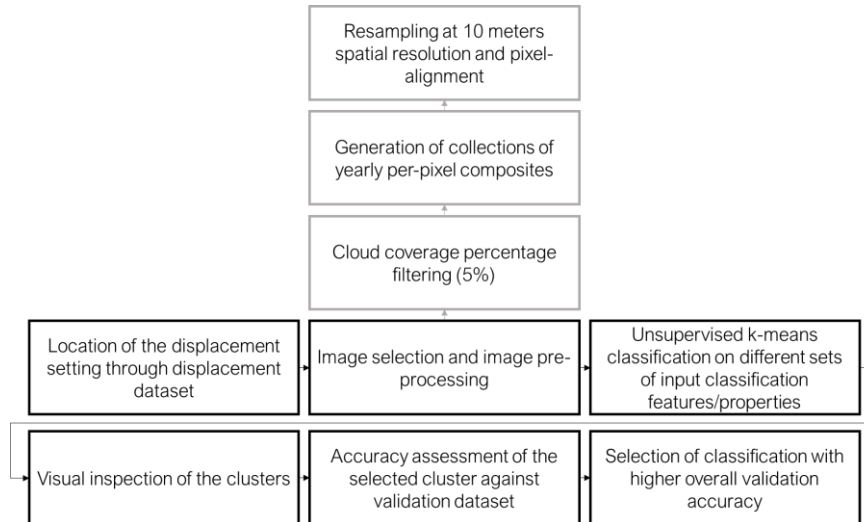 Resampling at 10 meters
spatial resolution and pixel-
alignment
Generation of collections of
yearly per-pixel composites
Cloud coverage percentage
filtering (5%)
Location of the displacement
setting through displacement
dataset
Image selection and image pre-
processing
Unsupervised k-means
classification on different sets
of input classification
features/properties
Visual inspection of the clusters
Accuracy assessment of the
selected cluster against
validation dataset
Selection of classification with
higher overall validation
accuracy